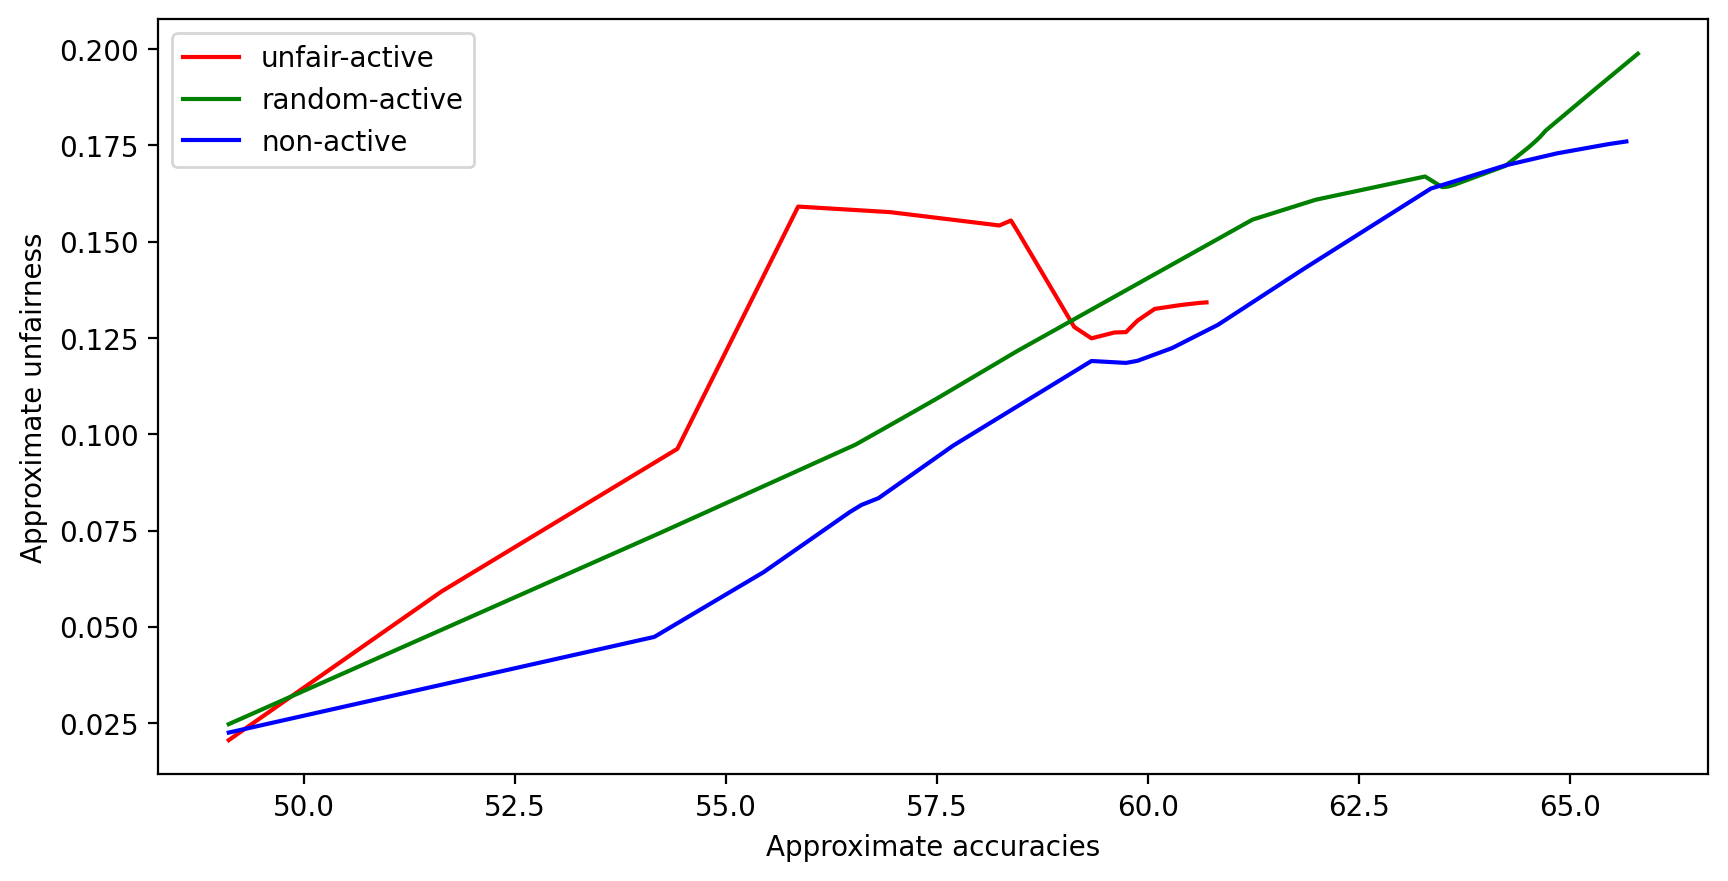 0.200
0.175
0.150
0.125
0.100
0.075
0.050
0.025
Approximate unfairness
unfair-active
random-active
non-active
50.0 52.5 55.0 57.5 60.0 62.5 65.0
Approximate accuracies